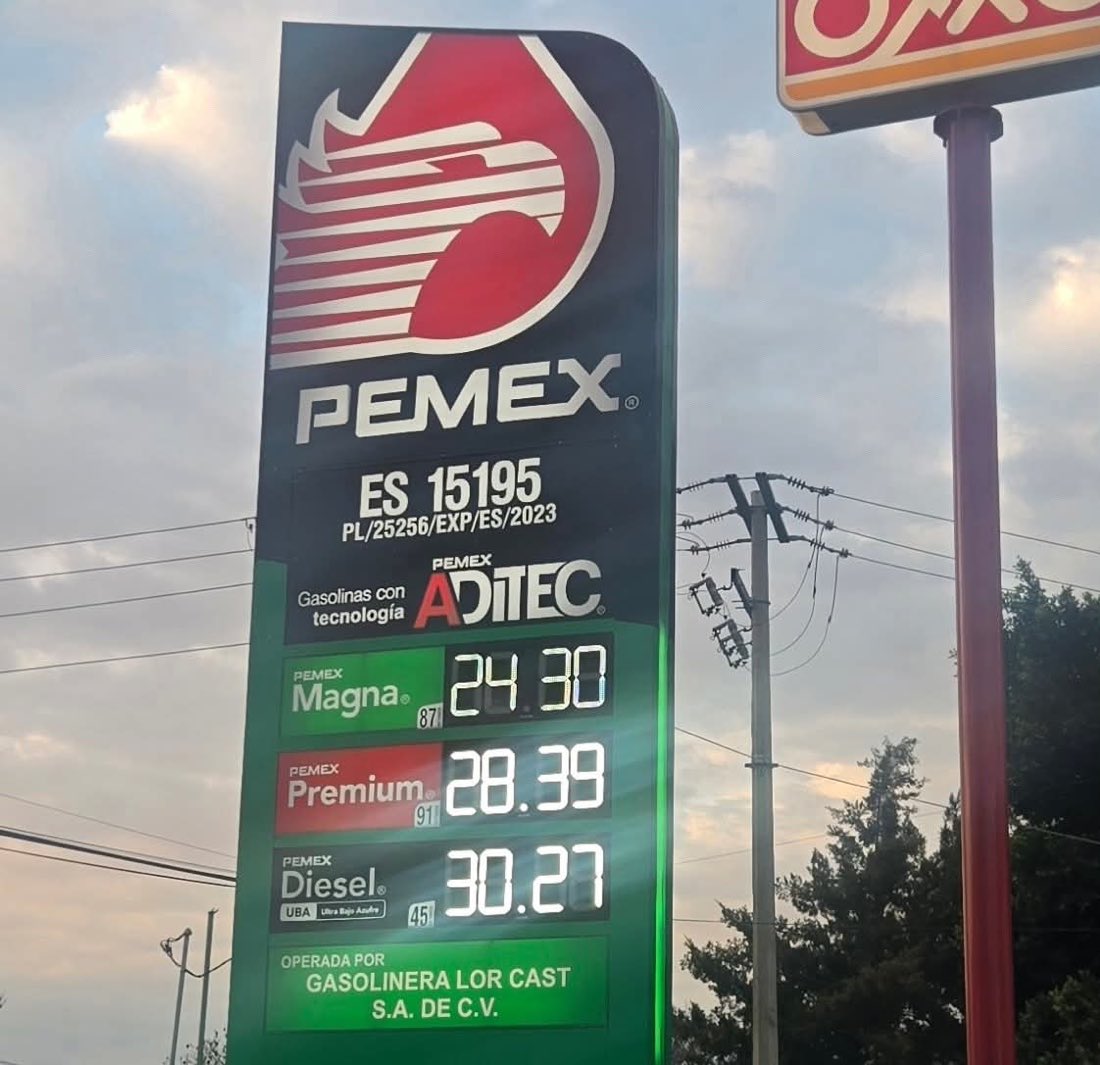 PEMEX®
ES 15195
PL/25256/EXP/ES/2023
Gasolinas con
tecnología
PEMEX
ADiTEC®
PEMEX
Magna®
87
24.30
PEMEX
Premium®
91
28.39
PEMEX
Diesel®
UBA Ultra Bajo Azufre
45
30.27
OPERADA POR
GASOLINERA LOR CAST
S.A. DE C.V.